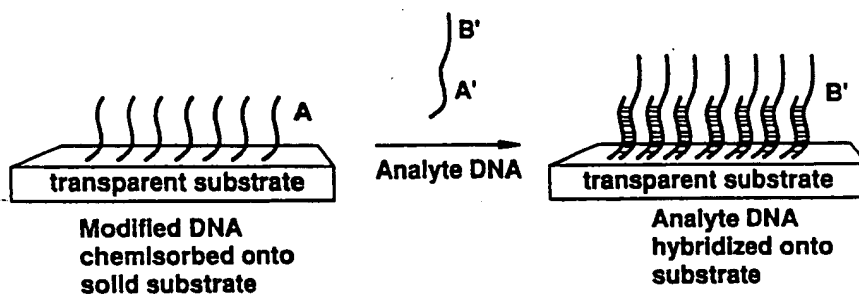 B'
A'
A
B'
transparent substrate
Analyte DNA
transparent substrate
Modified DNA
chemisorbed onto
solid substrate
Analyte DNA
hybridized onto
substrate